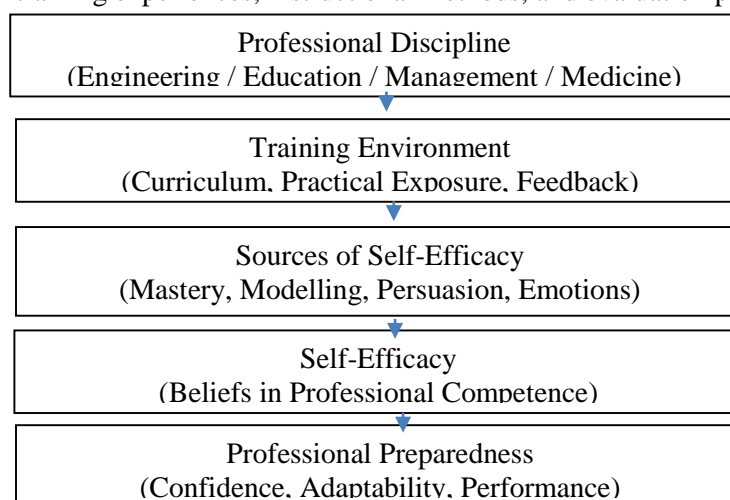 Professional Discipline
(Engineering / Education / Management / Medicine)
Training Environment
(Curriculum, Practical Exposure, Feedback)
Sources of Self-Efficacy
(Mastery, Modelling, Persuasion, Emotions)
Self-Efficacy
(Beliefs in Professional Competence)
Professional Preparedness
(Confidence, Adaptability, Performance)